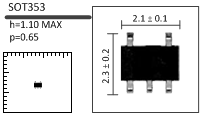 SOT353
h=1.10 MAX
p=0.65
2.1 ± 0.1
2.3 ± 0.2